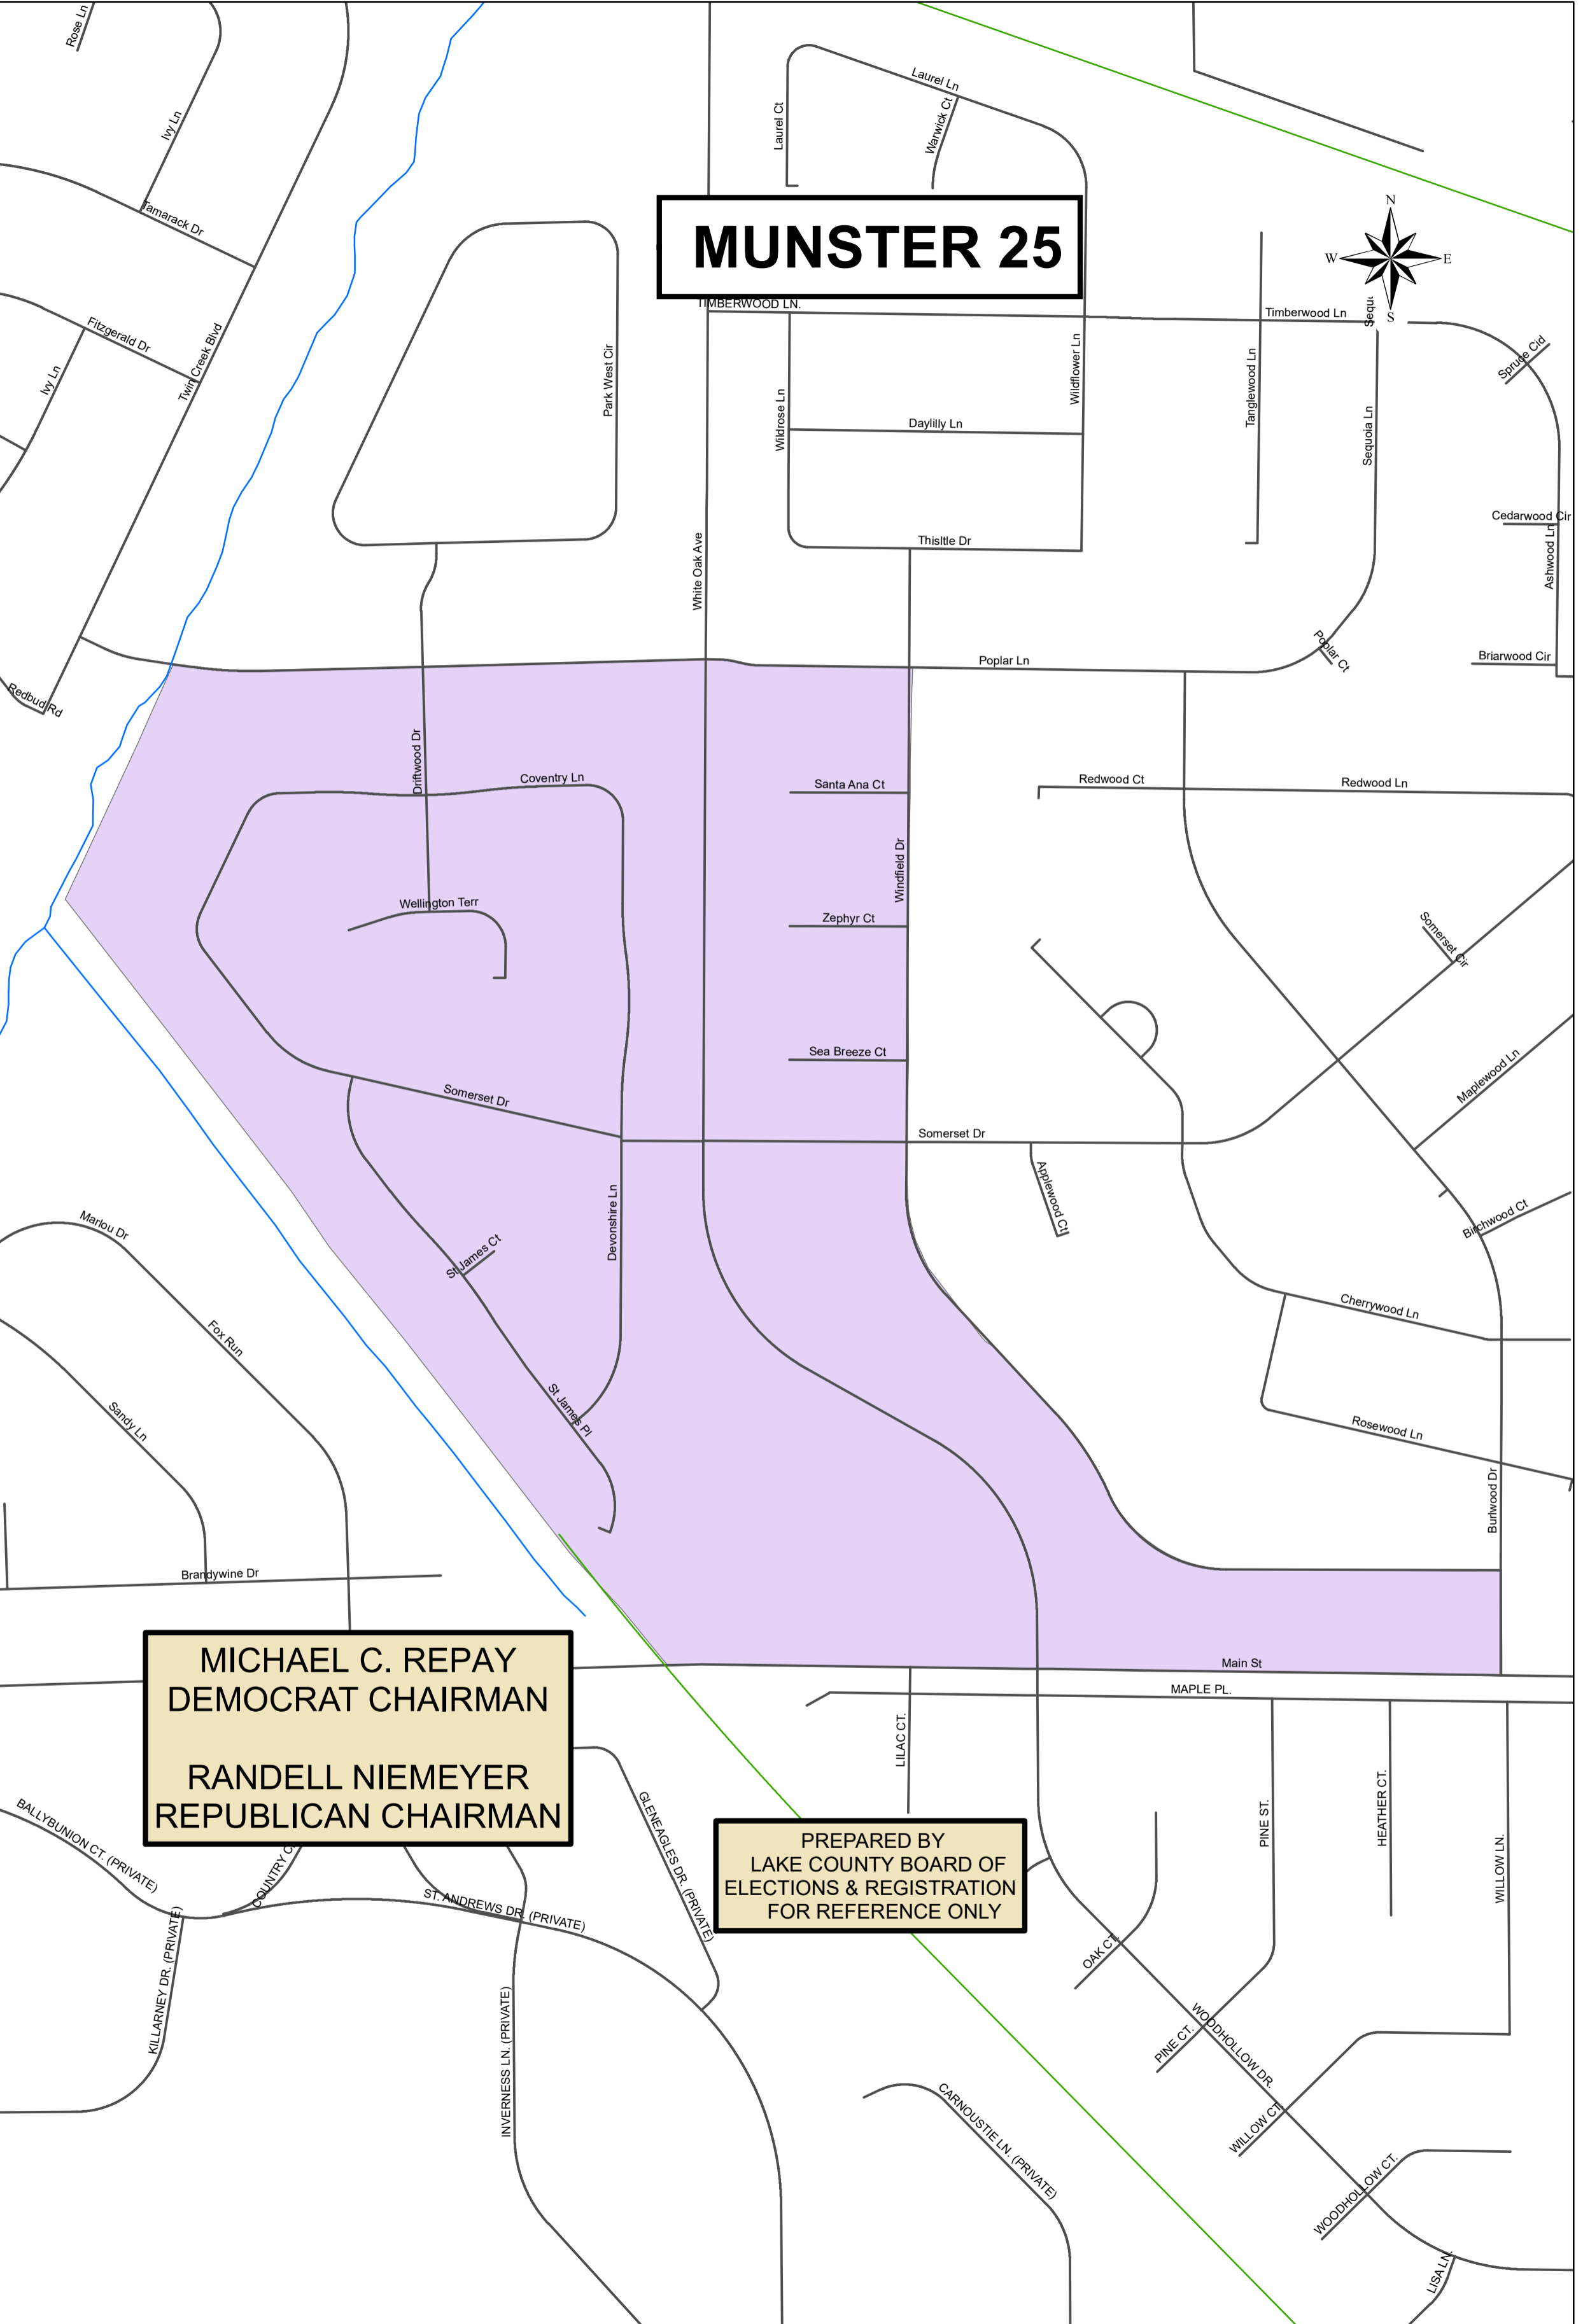 Rose Ln
Ivy Ln
Tamarack Dr
Fitzgerald Dr
Ivy Ln
Twin Creek Blvd
Redbud Rd
Laurel Ln
Laurel Ct
Warwick Ct
MUNSTER 25
N
W
E
S
TIMBERWOOD LN.
Timberwood Ln
Sequ
Spruce Cid
Park West Cir
Wildrose Ln
Wildflower Ln
Tanglewood Ln
Sequoia Ln
Daylilly Ln
Cedarwood Cir
Ashwood Ln
White Oak Ave
Thisltle Dr
Poplar Ln
Poplar Ct
Briarwood Cir
Driftwood Dr
Coventry Ln
Santa Ana Ct
Redwood Ct
Redwood Ln
Windfield Dr
Wellington Terr
Zephyr Ct
Somerset Cir
Sea Breeze Ct
Maplewood Ln
Somerset Dr
Somerset Dr
Applewood Ct
Birchwood Ct
Marlou Dr
Devonshire Ln
St James Ct
Fox Run
Cherrywood Ln
Sandy Ln
St James Pl
Rosewood Ln
Burlwood Dr
Brandywine Dr
Main St
MAPLE PL.
MICHAEL C. REPAY
DEMOCRAT CHAIRMAN
RANDELL NIEMEYER
REPUBLICAN CHAIRMAN
LILAC CT.
PINE ST.
HEATHER CT.
WILLOW LN.
BALLYBUNION CT. (PRIVATE)
COUNTRY C
GLENEAGLES DR. (PRIVATE)
PREPARED BY
LAKE COUNTY BOARD OF
ELECTIONS & REGISTRATION
FOR REFERENCE ONLY
ST. ANDREWS DR. (PRIVATE)
KILLARNEY DR. (PRIVATE)
INVERNESS LN. (PRIVATE)
OAK CT.
PINE CT.
WOODHOLLOW DR.
CARNOUSTIE LN. (PRIVATE)
WILLOW CT.
WOODHOLLOW CT.
LISA LN.